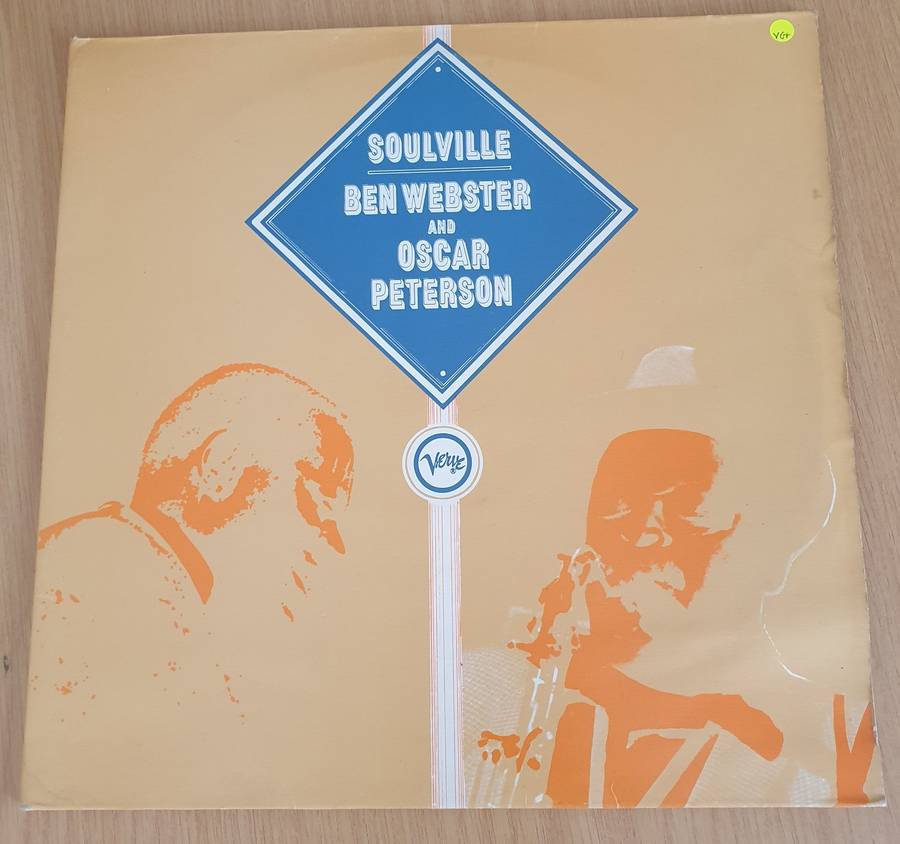 VG+
SOULVILLE
BEN WEBSTER
AND
OSCAR
PETERSON
Verve
®